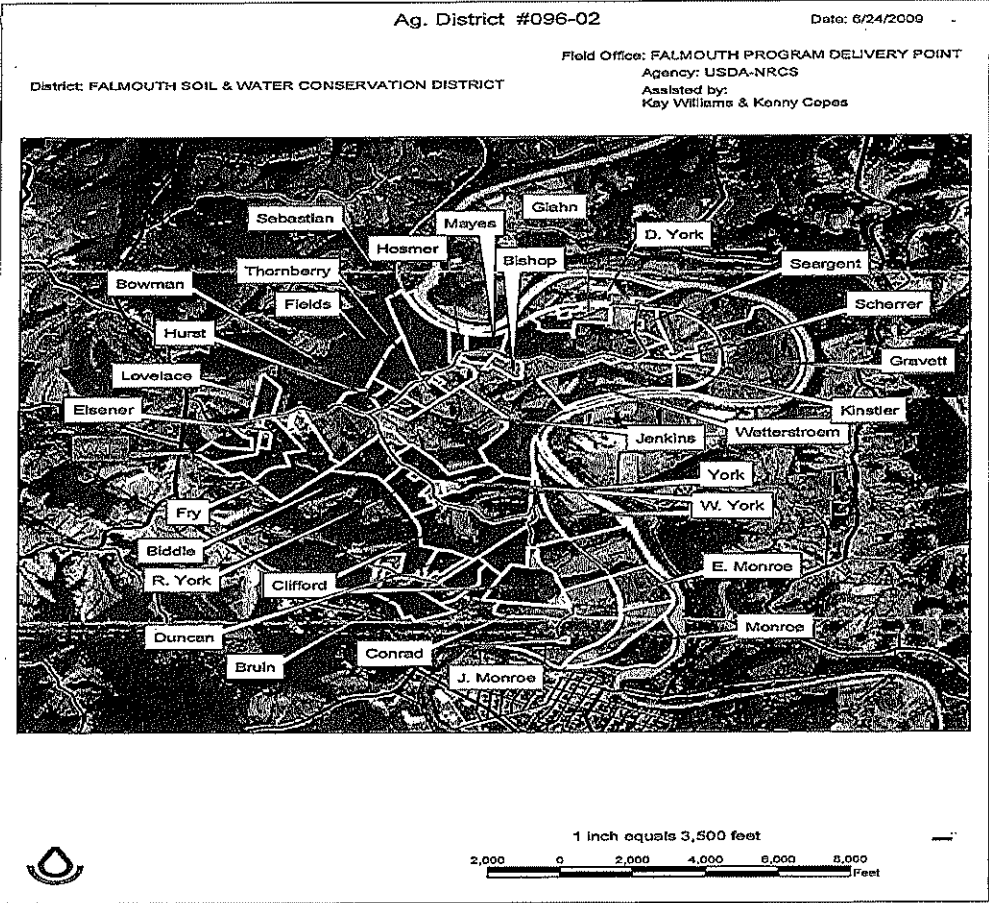 Ag. District #096-02
Date: 6/24/2009
Field Office: FALMOUTH PROGRAM DELIVERY POINT
Agency: USDA-NRCS
District: FALMOUTH SOIL & WATER CONSERVATION DISTRICT
Assisted by:
Kay Williams & Kenny Copes
Glahn
Sebastian
Mayes
Hosmer
D. York
Bishop
Seargent
Thornberry
Bowman
Fields
Scherrer
Hurst
Gravett
Lovelace
Elsener
Kinstler
Wetterstroem
Jenkins
York
W. York
Fry
Biddle
R. York
Clifford
E. Monroe
Duncan
Monroe
Conrad
Bruin
J. Monroe
1 inch equals 3,500 feet
2,000 0 2,000 4,000 6,000 8,000
Feet